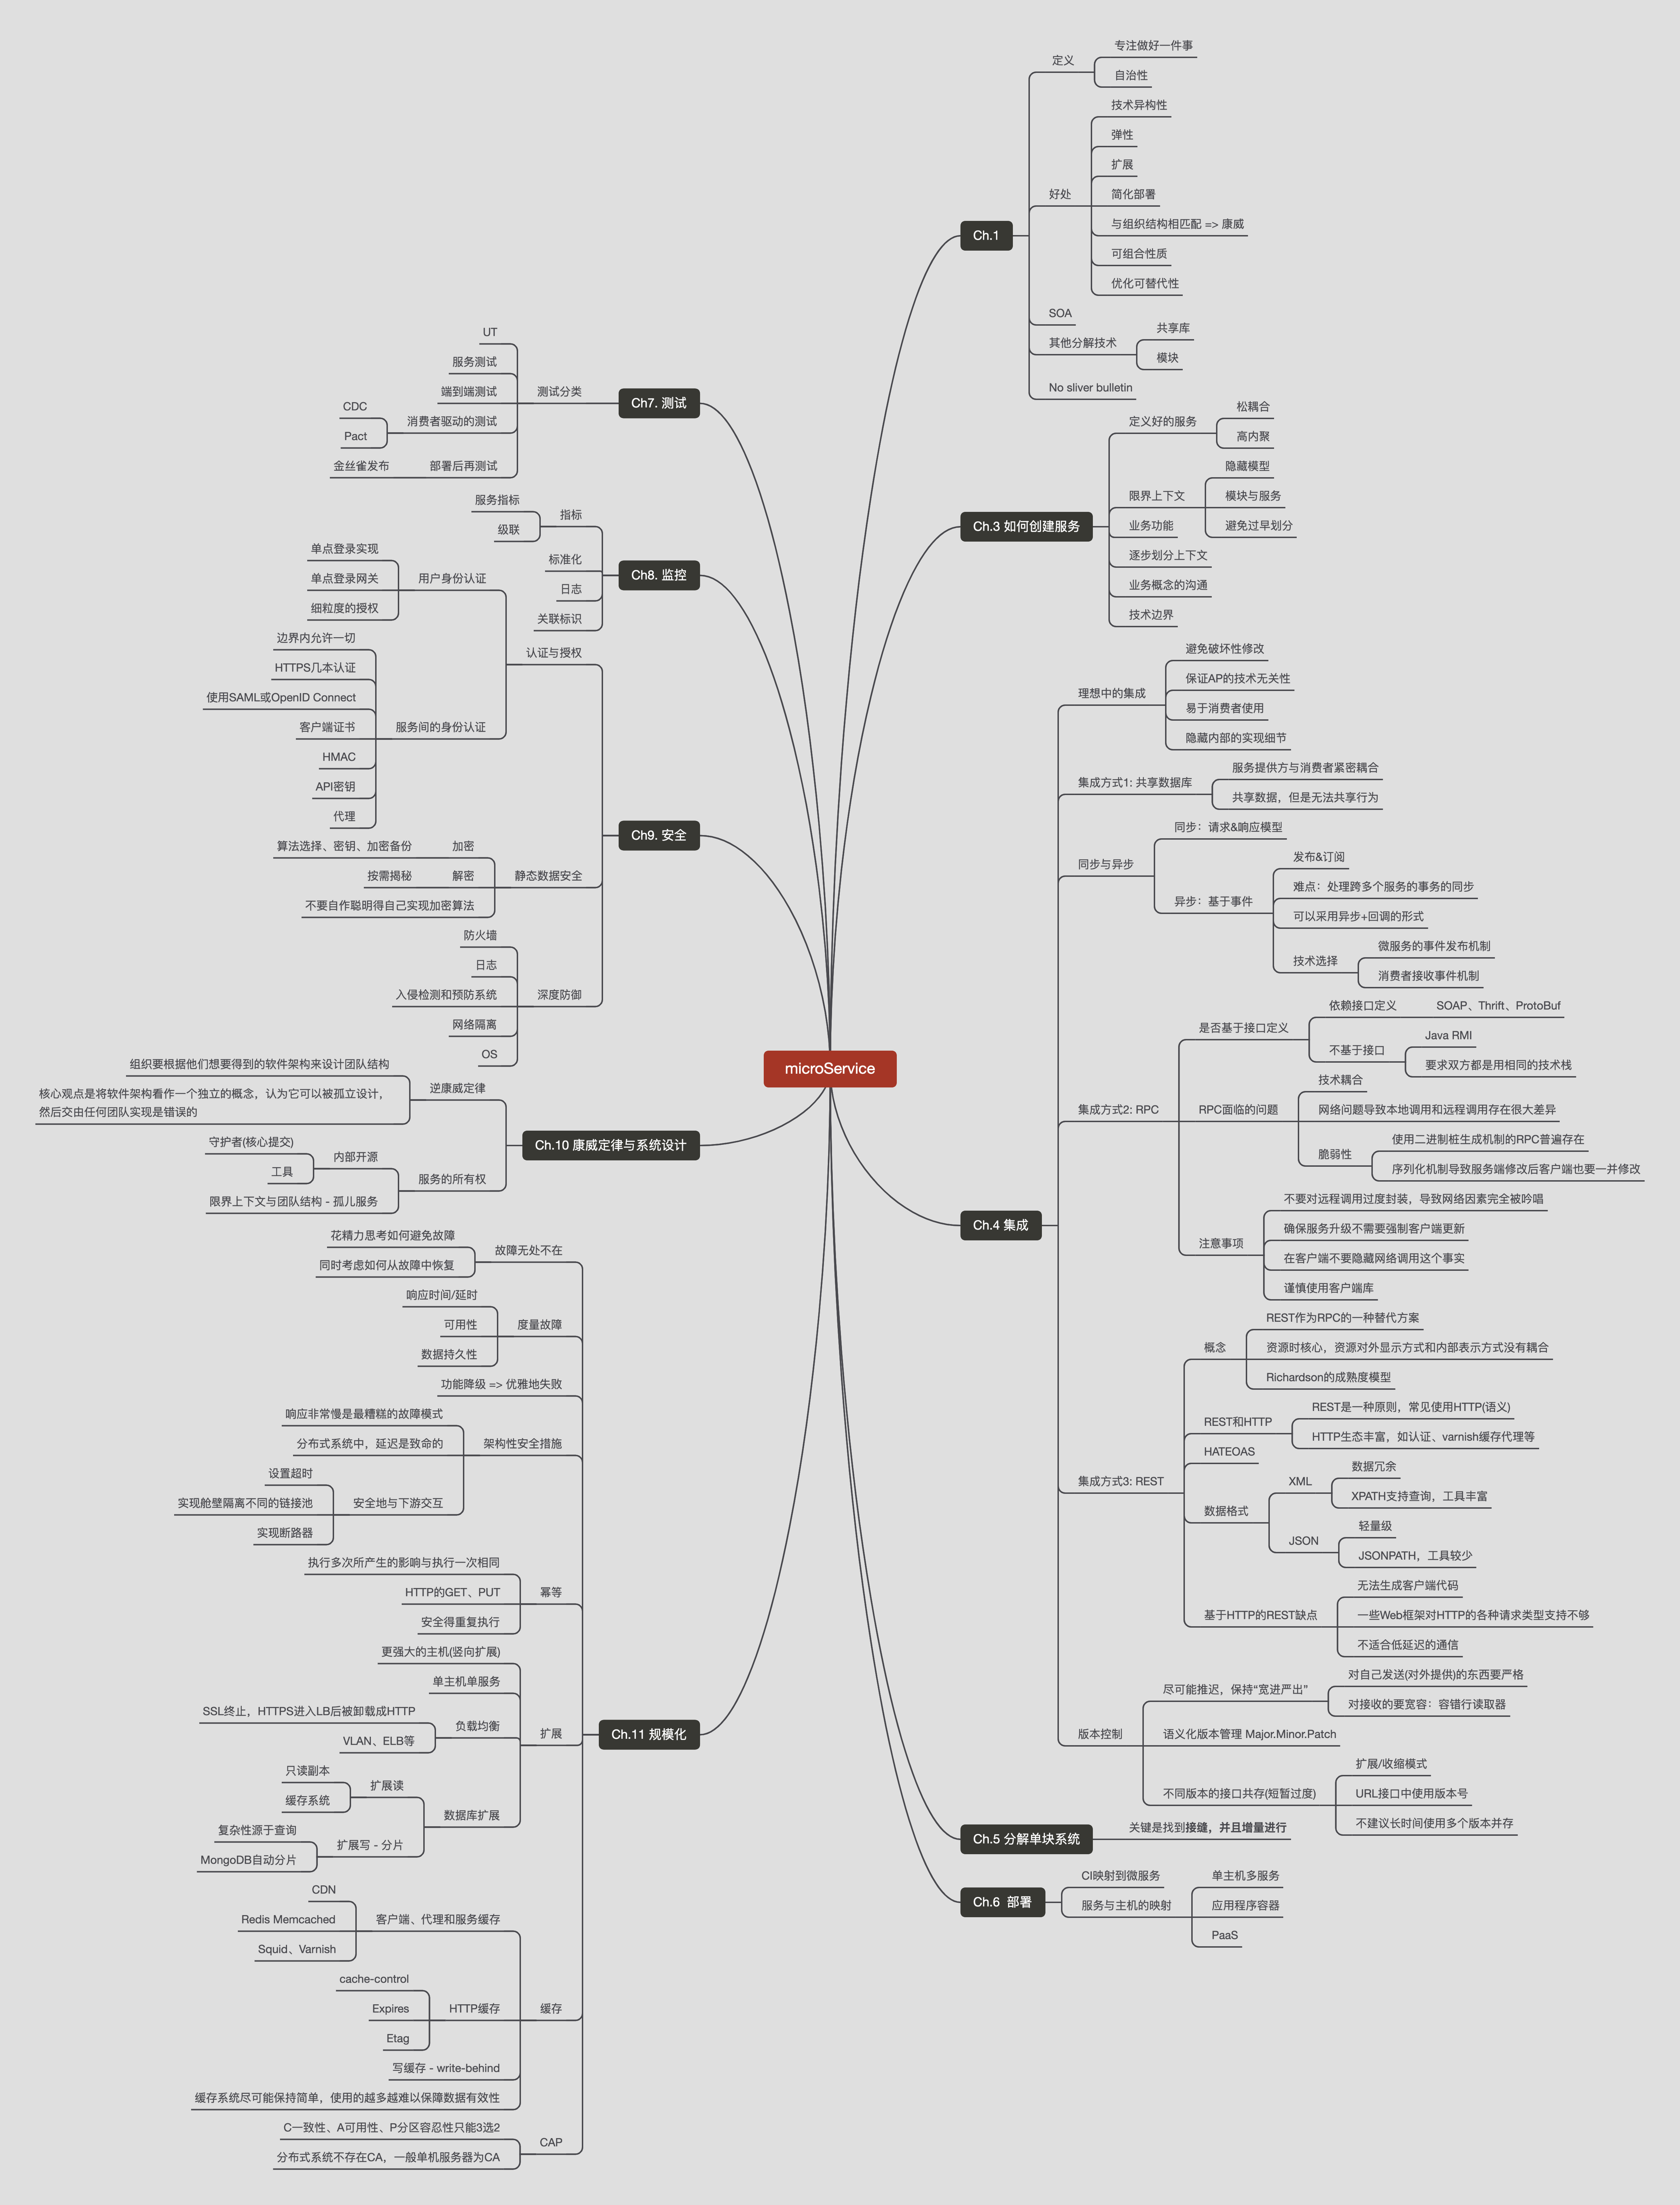 microService
Ch.1
定义
专注做好一件事
自治性
好处
技术异构性
弹性
扩展
简化部署
与组织结构相匹配 => 康威
可组合性质
优化可替代性
SOA
其他分解技术
共享库
模块
No sliver bulletin
Ch.3 如何创建服务
定义好的服务
松耦合
高内聚
限界上下文
隐藏模型
模块与服务
避免过早划分
业务功能
逐步划分上下文
业务概念的沟通
技术边界
Ch.4 集成
理想中的集成
避免破坏性修改
保证AP的技术无关性
易于消费者使用
隐藏内部的实现细节
集成方式1: 共享数据库
服务提供方与消费者紧密耦合
共享数据，但是无法共享行为
同步与异步
同步：请求&响应模型
异步：基于事件
发布&订阅
难点：处理跨多个服务的事务的同步
可以采用异步+回调的形式
技术选择
微服务的事件发布机制
消费者接收事件机制
集成方式2: RPC
是否基于接口定义
依赖接口定义
SOAP、Thrift、ProtoBuf
不基于接口
Java RMI
要求双方都是用相同的技术栈
RPC面临的问题
技术耦合
网络问题导致本地调用和远程调用存在很大差异
脆弱性
使用二进制桩生成机制的RPC普遍存在
序列化机制导致服务端修改后客户端也要一并修改
注意事项
不要对远程调用过度封装，导致网络因素完全被吟唱
确保服务升级不需要强制客户端更新
在客户端不要隐藏网络调用这个事实
谨慎使用客户端库
集成方式3: REST
概念
REST作为RPC的一种替代方案
资源时核心，资源对外显示方式和内部表示方式没有耦合
Richardson的成熟度模型
REST和HTTP
REST是一种原则，常见使用HTTP(语义)
HTTP生态丰富，如认证、varnish缓存代理等
HATEOAS
数据格式
XML
数据冗余
XPATH支持查询，工具丰富
JSON
轻量级
JSONPATH，工具较少
基于HTTP的REST缺点
无法生成客户端代码
一些Web框架对HTTP的各种请求类型支持不够
不适合低延迟的通信
版本控制
尽可能推迟，保持“宽进严出”
对自己发送(对外提供)的东西要严格
对接收的要宽容：容错行读取器
语义化版本管理 Major.Minor.Patch
不同版本的接口共存(短暂过度)
扩展/收缩模式
URL接口中使用版本号
不建议长时间使用多个版本并存
Ch.5 分解单块系统
关键是找到接缝，并且增量进行
Ch.6 部署
CI映射到微服务
服务与主机的映射
单主机多服务
应用程序容器
PaaS
Ch7. 测试
测试分类
UT
服务测试
端到端测试
消费者驱动的测试
CDC
Pact
部署后再测试
金丝雀发布
Ch8. 监控
指标
服务指标
级联
标准化
日志
关联标识
Ch9. 安全
认证与授权
用户身份认证
单点登录实现
单点登录网关
细粒度的授权
服务间的身份认证
边界内允许一切
HTTPS几本认证
使用SAML或OpenID Connect
客户端证书
HMAC
API密钥
代理
静态数据安全
加密
算法选择、密钥、加密备份
解密
按需揭秘
不要自作聪明得自己实现加密算法
深度防御
防火墙
日志
入侵检测和预防系统
网络隔离
OS
Ch.10 康威定律与系统设计
逆康威定律
组织要根据他们想要得到的软件架构来设计团队结构
核心观点是将软件架构看作一个独立的概念，认为它可以被孤立设计，
然后交由任何团队实现是错误的
服务的所有权
内部开源
守护者(核心提交)
工具
限界上下文与团队结构 - 孤儿服务
Ch.11 规模化
故障无处不在
花精力思考如何避免故障
同时考虑如何从故障中恢复
度量故障
响应时间/延时
可用性
数据持久性
功能降级 => 优雅地失败
架构性安全措施
响应非常慢是最糟糕的故障模式
分布式系统中，延迟是致命的
安全地与下游交互
设置超时
实现舱壁隔离不同的链接池
实现断路器
幂等
执行多次所产生的影响与执行一次相同
HTTP的GET、PUT
安全得重复执行
扩展
更强大的主机(竖向扩展)
单主机单服务
负载均衡
SSL终止，HTTPS进入LB后被卸载成HTTP
VLAN、ELB等
数据库扩展
扩展读
只读副本
缓存系统
扩展写 - 分片
复杂性源于查询
MongoDB自动分片
缓存
客户端、代理和服务缓存
CDN
Redis Memcached
Squid、Varnish
HTTP缓存
cache-control
Expires
Etag
写缓存 - write-behind
缓存系统尽可能保持简单，使用的越多越难以保障数据有效性
CAP
C一致性、A可用性、P分区容忍性只能3选2
分布式系统不存在CA，一般单机服务器为CA